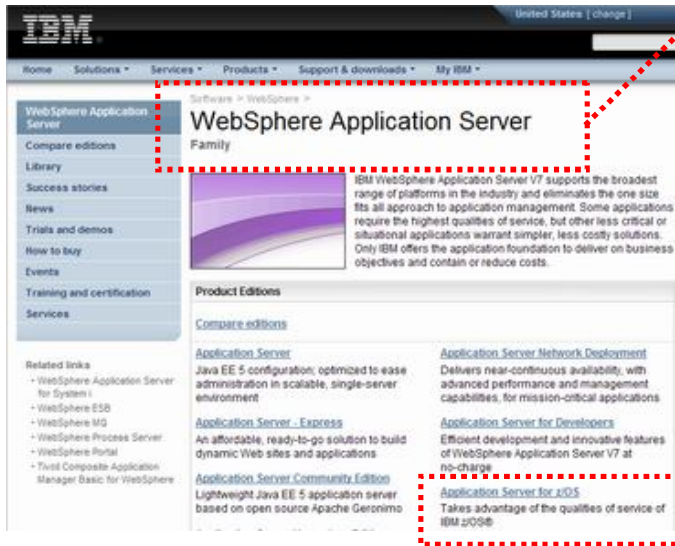 United States [ change ]
IBM.
Home Solutions Services Products Support & downloads My IBM
Software > WebSphere >
WebSphere Application Server
Family
WebSphere Application
Server
Compare editions
Library
Success stories
News
Trials and demos
How to buy
Events
Training and certification
Services
Related links
• WebSphere Application Server
for System i
• WebSphere ESB
• WebSphere MQ
• WebSphere Process Server
• WebSphere Portal
• Tivoli Composite Application
Manager Basic for WebSphere
IBM WebSphere Application Server V7 supports the broadest
range of platforms in the industry and eliminates the one size
fits all approach to application management. Some applications
require the highest qualities of service, but other less critical or
situational applications warrant simpler, less costly solutions.
Only IBM offers the application foundation to deliver on business
objectives and contain or reduce costs.
Product Editions
Compare editions
Application Server
Java EE 5 configuration; optimized to ease
administration in scalable, single-server
environment
Application Server - Express
An affordable, ready-to-go solution to build
dynamic Web sites and applications
Application Server Community Edition
Lightweight Java EE 5 application server
based on open source Apache Geronimo
Application Server Network Deployment
Delivers near-continuous availability, with
advanced performance and management
capabilities, for mission-critical applications
Application Server for Developers
Efficient development and innovative features
of WebSphere Application Server V7 at
no-charge
Application Server for z/OS
Takes advantage of the qualities of service of
IBM z/OS®